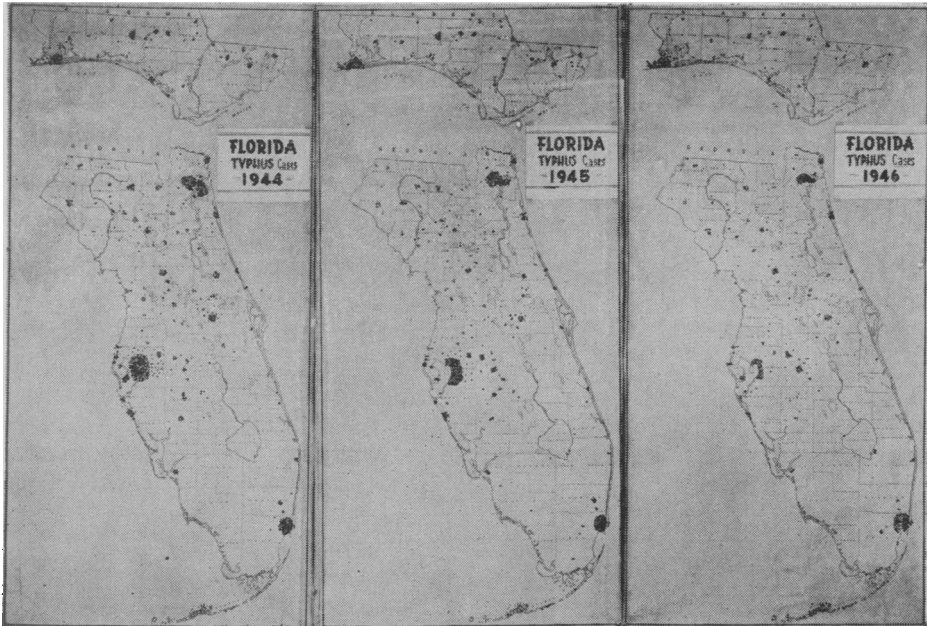 FLORIDA
TYPHUS Cases
1944
FLORIDA
TYPHUS Cases
-1945-
FLORIDA
TYPHUS Cases
-1946